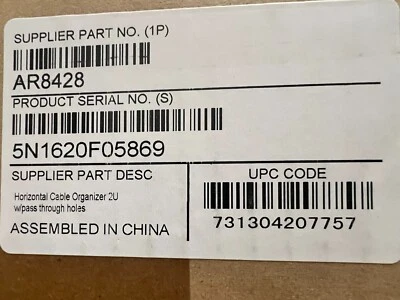 SUPPLIER PART NO. (1P)
AR8428
PRODUCT SERIAL NO. (S)
5N1620F05869
SUPPLIER PART DESC
Horizontal Cable Organizer 2U
w/pass through holes
ASSEMBLED IN CHINA
UPC CODE
731304207757